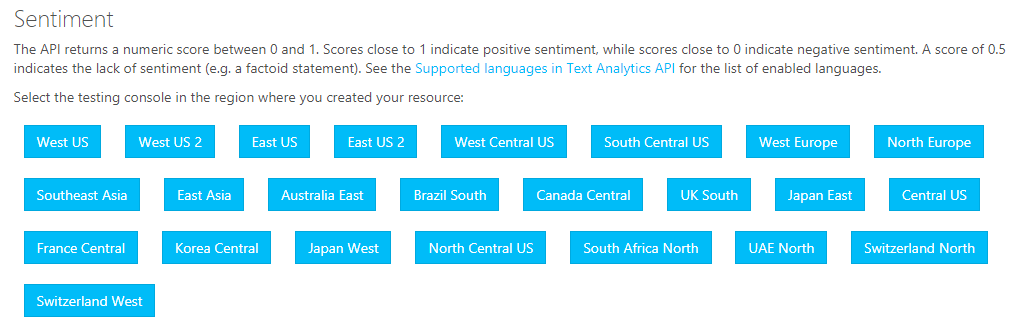 Sentiment
The API returns a numeric score between 0 and 1. Scores close to 1 indicate positive sentiment, while scores close to 0 indicate negative sentiment. A score of 0.5
indicates the lack of sentiment (e.g. a factoid statement). See the Supported languages in Text Analytics API for the list of enabled languages.
Select the testing console in the region where you created your resource:
West US West US 2 East US East US 2 West Central US South Central US West Europe North Europe
Southeast Asia East Asia Australia East Brazil South Canada Central UK South Japan East Central US
France Central Korea Central Japan West North Central US South Africa North UAE North Switzerland North
Switzerland West